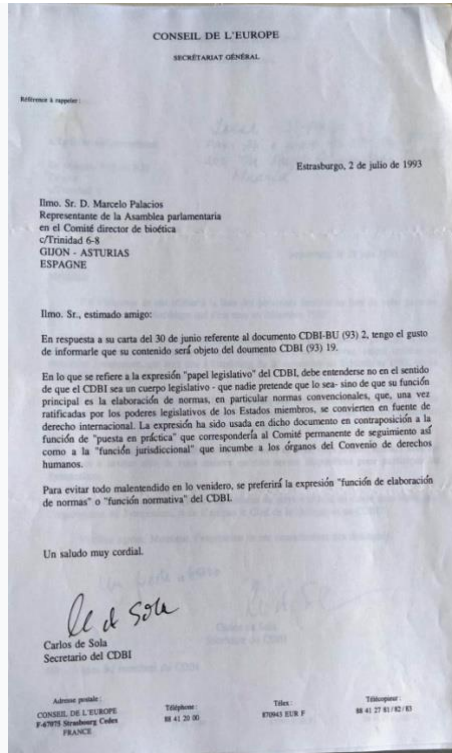 CONSEIL DE L'EUROPE
SECRÉTARIAT GÉNÉRAL
Référence à rappeler :
Estrasburgo, 2 de julio de 1993
Ilmo. Sr. D. Marcelo Palacios
Representante de la Asamblea parlamentaria
en el Comité director de bioética
c/Trinidad 6-8
GIJON - ASTURIAS
ESPAGNE
Ilmo. Sr., estimado amigo:
En respuesta a su carta del 30 de junio referente al documento CDBI-BU (93) 2, tengo el gusto
de informarle que su contenido será objeto del doumento CDBI (93) 19.
En lo que se refiere a la expresión "papel legislativo" del CDBI, debe entenderse no en el sentido
de que el CDBI sea un cuerpo legislativo - que nadie pretende que lo sea- sino de que su función
principal es la elaboración de normas, en particular normas convencionales, que, una vez
ratificadas por los poderes legislativos de los Estados miembros, se convierten en fuente de
derecho internacional. La expresión ha sido usada en dicho documento en contraposición a la
función de "puesta en práctica" que correspondería al Comité permanente de seguimiento así
como a la "función jurisdiccional" que incumbe a los órganos del Convenio de derechos
humanos.
Para evitar todo malentendido en lo venidero, se preferirá la expresión "función de elaboración
de normas" o "función normativa" del CDBI.
Un saludo muy cordial.
de Sola
Carlos de Sola
Secretario del CDBI
Adresse postale :
CONSEIL DE L'EUROPE
F-67075 Strasbourg Cedex
FRANCE
Téléphone :
88 41 20 00
Télex :
870943 EUR F
Télécopieur :
88 41 27 81/82/83